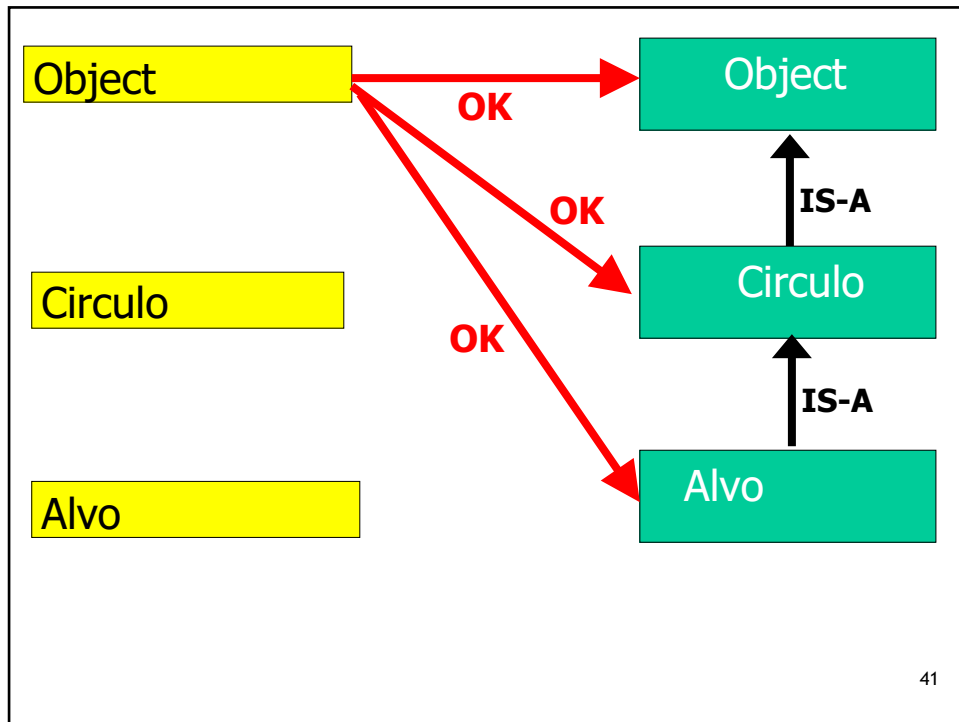 Object
Object
OK
IS-A
OK
Circulo
Circulo
OK
IS-A
Alvo
Alvo
41